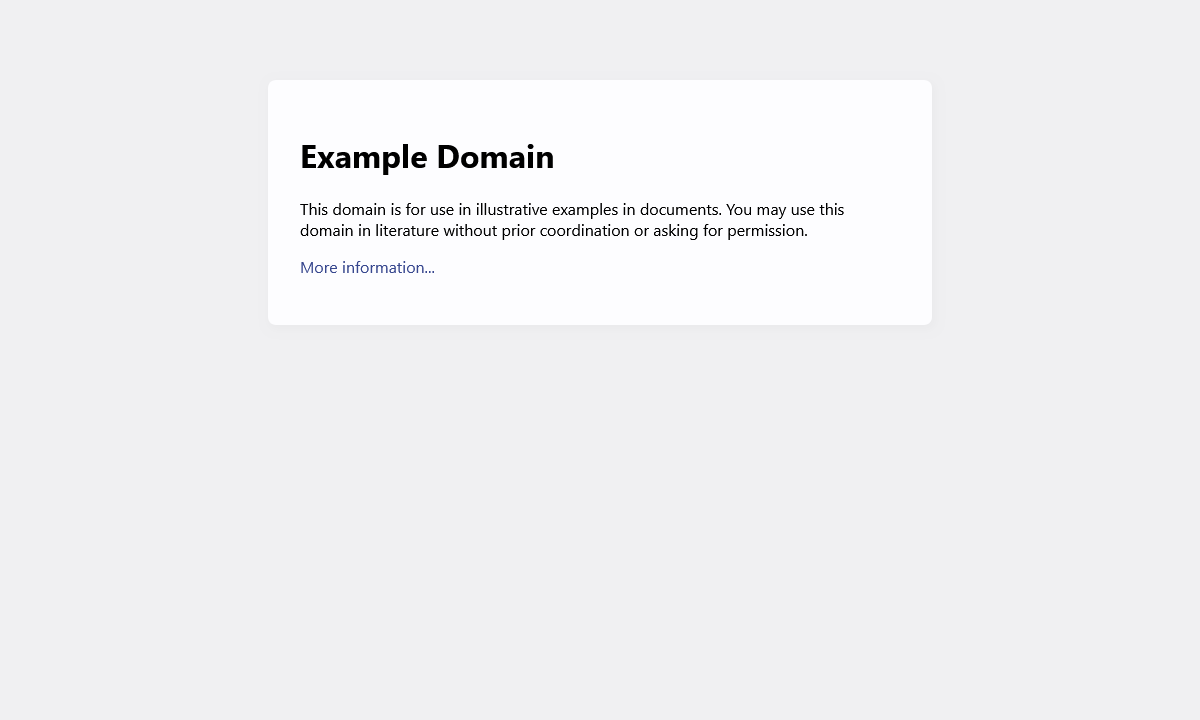 Example Domain
This domain is for use in illustrative examples in documents. You may use this
domain in literature without prior coordination or asking for permission.
More information...